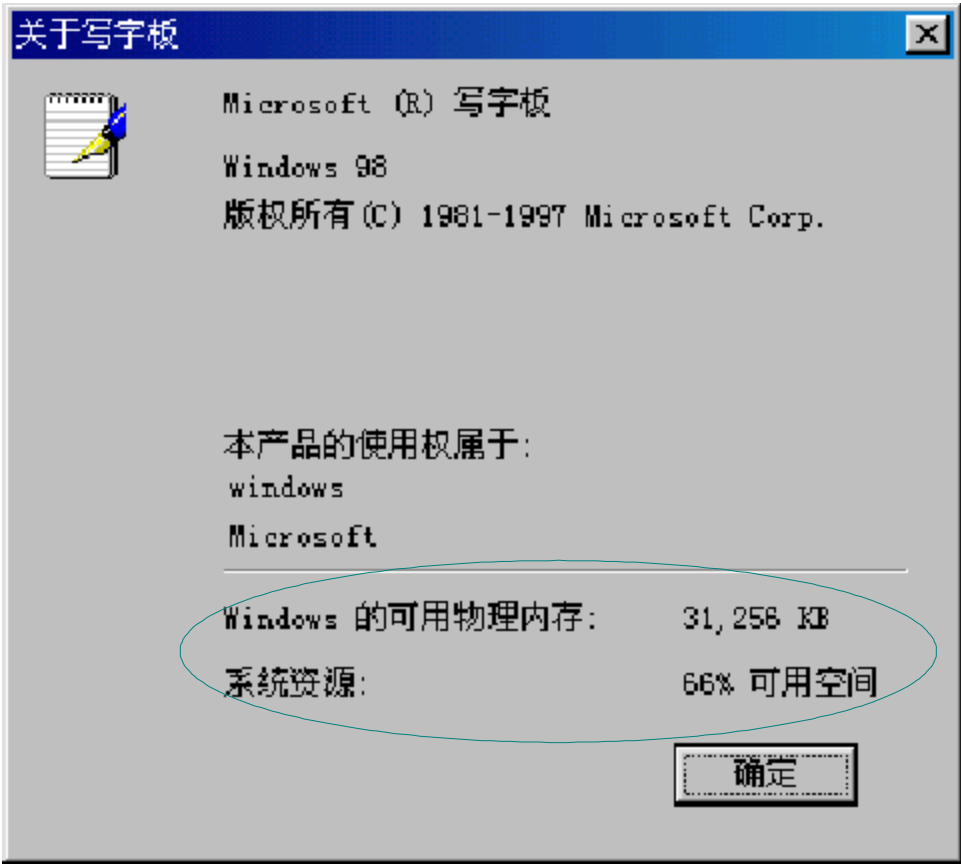 关于写字板
Microsoft (R) 写字板
Windows 98
版权所有(C) 1981-1997 Microsoft Corp.
本产品的使用权属于:
windows
Microsoft
Windows 的可用物理内存: 31,256 KB
系统资源: 66% 可用空间
确定